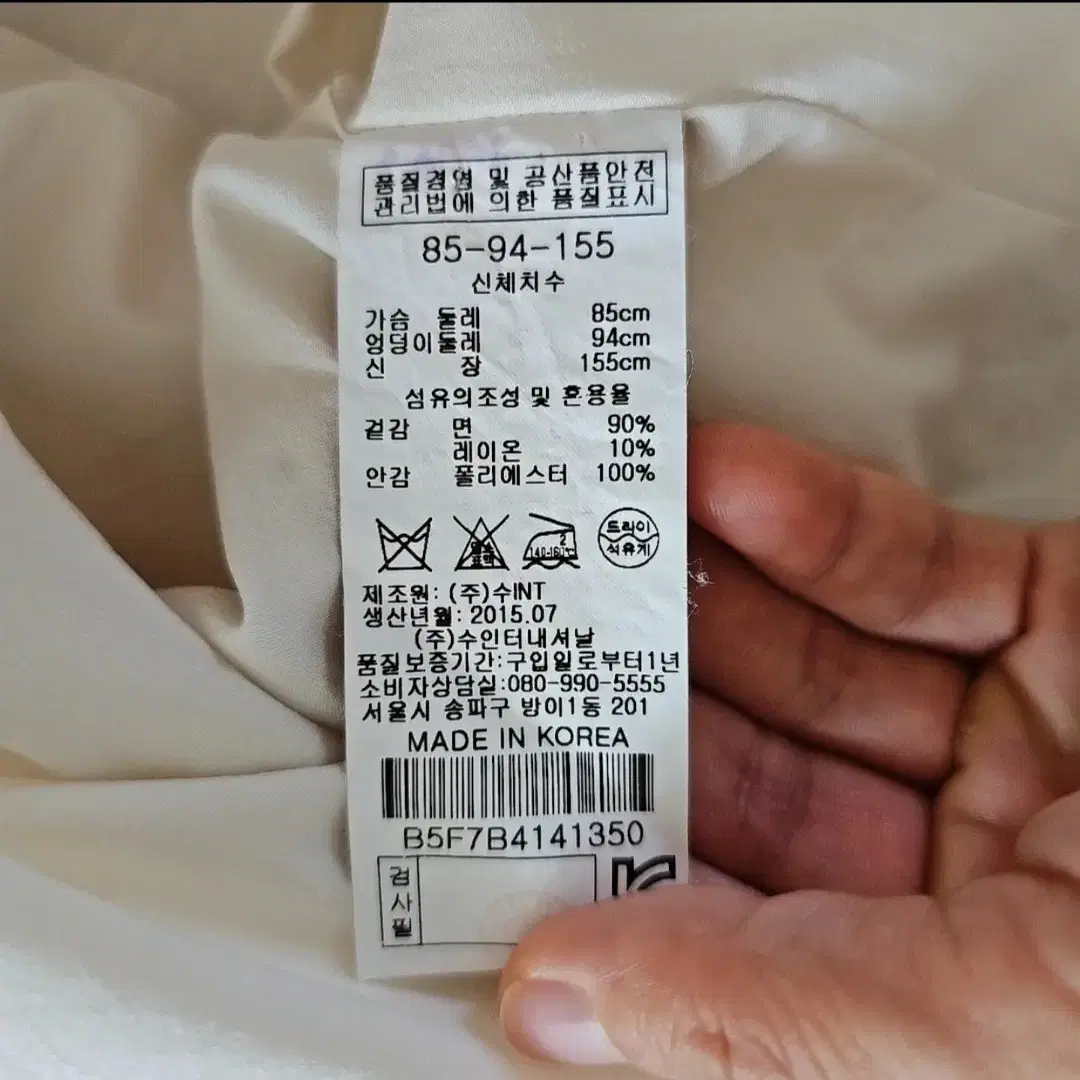 품질경영 및 공산품안전
관리법에 의한 품질표시
85-94-155
신체치수
가슴 둘레 85cm
엉덩이둘레 94cm
신 장 155cm
섬유의조성 및 혼용율
겉감 면 90%
레이온 10%
안감 폴리에스터 100%
염소 표백
2 140-160℃
드라이
석유계
제조원: (주)수INT
생산년월: 2015.07
(주)수인터내셔날
품질보증기간:구입일로부터1년
소비자상담실:080-990-5555
서울시 송파구 방이1동 201
MADE IN KOREA
B5F7B4141350
검사필